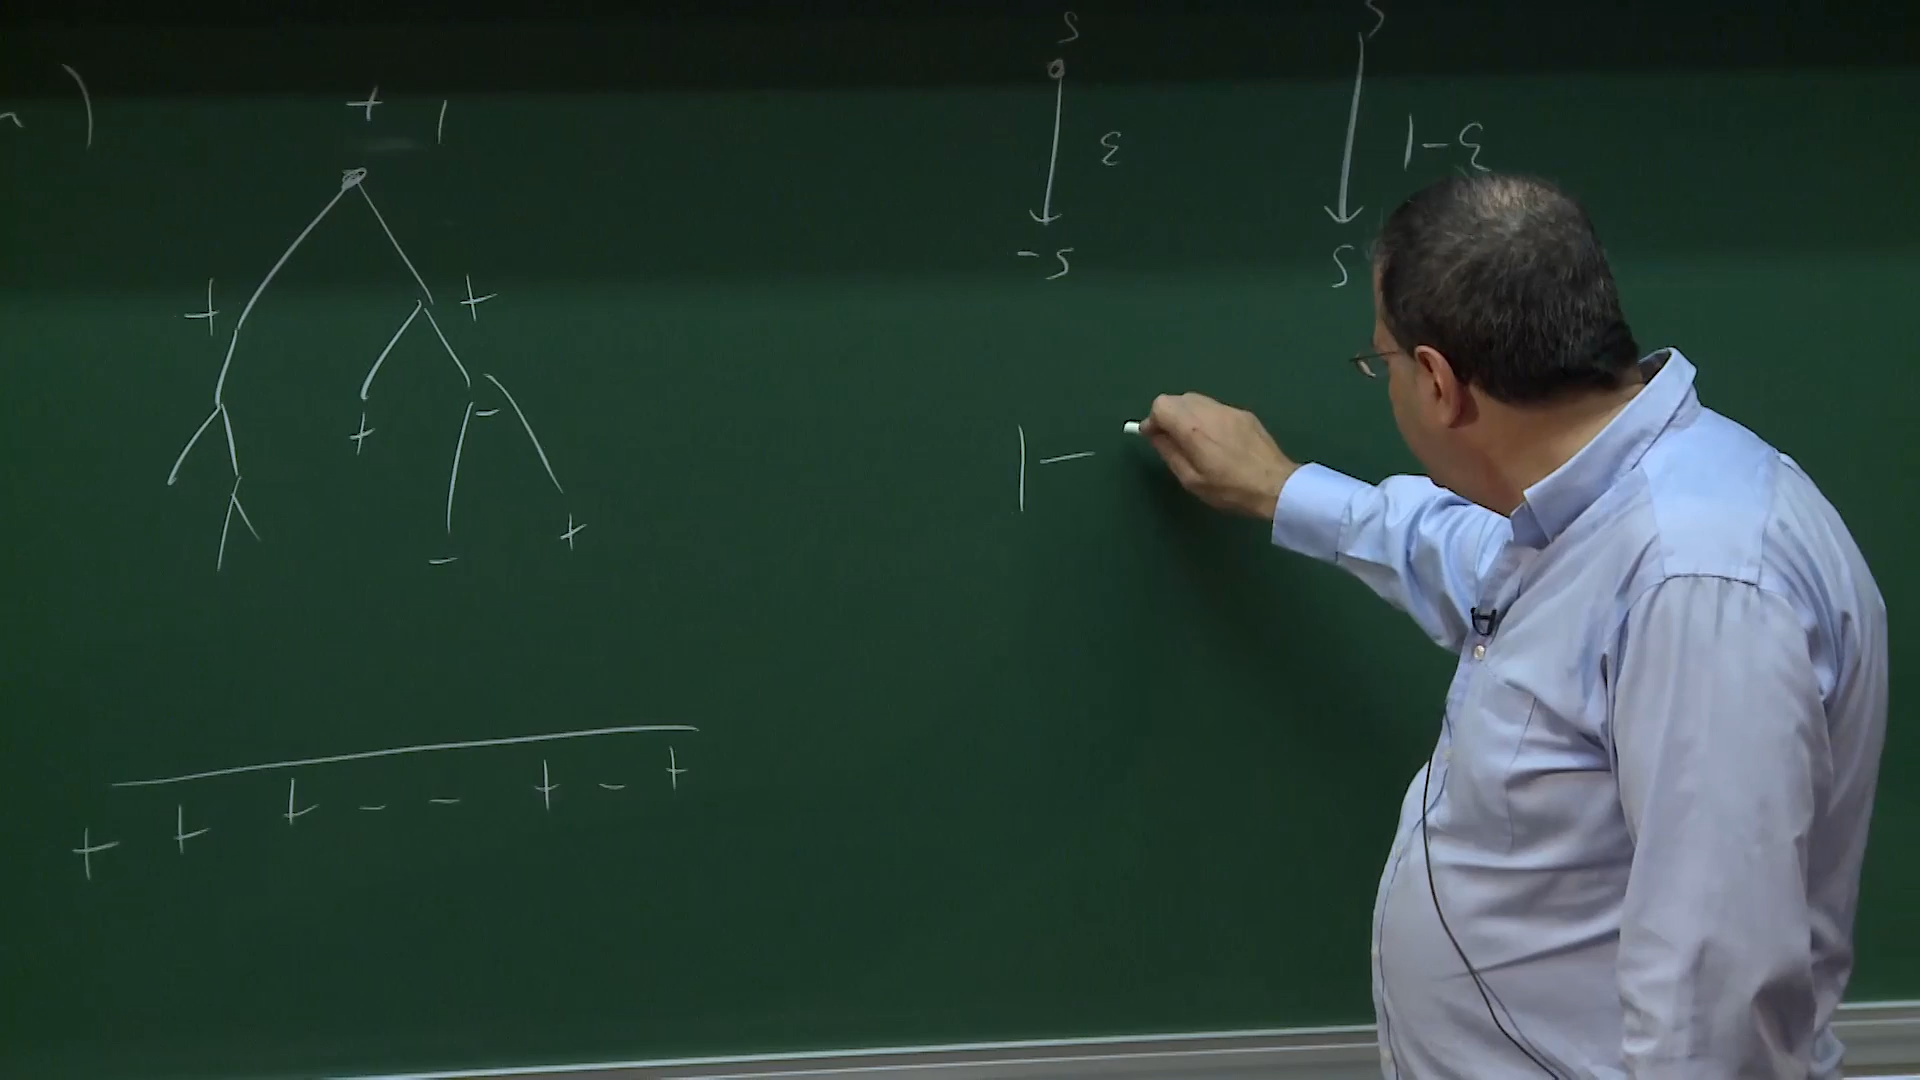 )
+ 1
+ +
+ -
- +
+ + + - - + - +
s s
ε 1-ε
-s s
1-